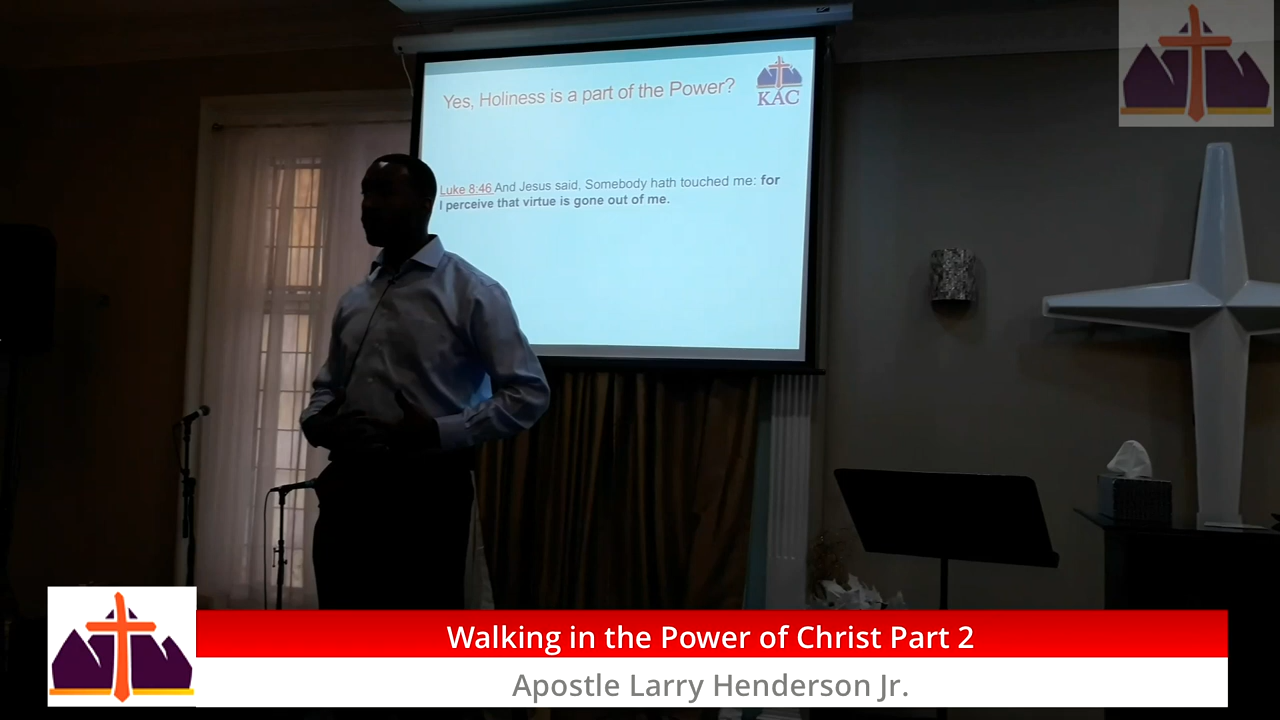 Yes, Holiness is a part of the Power?
KAC
Luke 8:46 And Jesus said, Somebody hath touched me: for
I perceive that virtue is gone out of me.
Walking in the Power of Christ Part 2
Apostle Larry Henderson Jr.